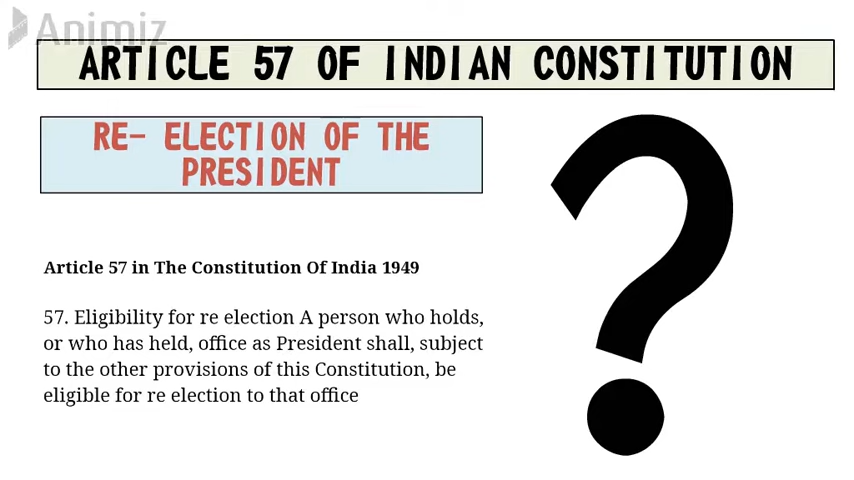 Animiz
ARTICLE 57 OF INDIAN CONSTITUTION
RE- ELECTION OF THE
PRESIDENT
Article 57 in The Constitution Of India 1949
57. Eligibility for re election A person who holds,
or who has held, office as President shall, subject
to the other provisions of this Constitution, be
eligible for re election to that office
?